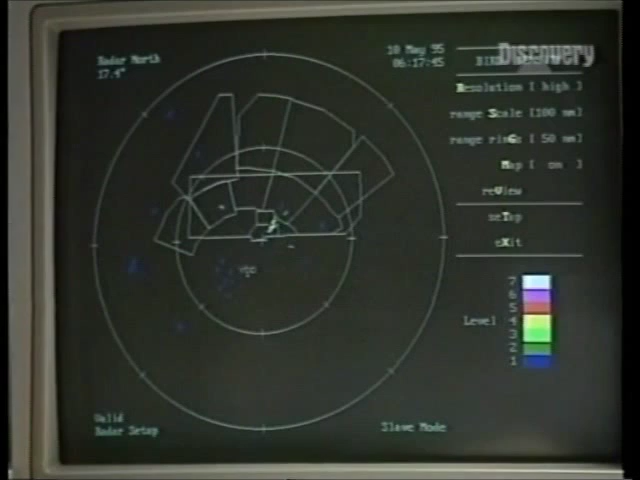 Radar North
17.4°
10 May 95
06:17:45
Discovery
Resolution [ high ]
range Scale [100 nm]
range rinGs [ 50 nm]
Map [ on ]
reView
seTup
eXit
7
6
5
Level 4
3
2
1
Valid
Radar Setup
Slave Mode